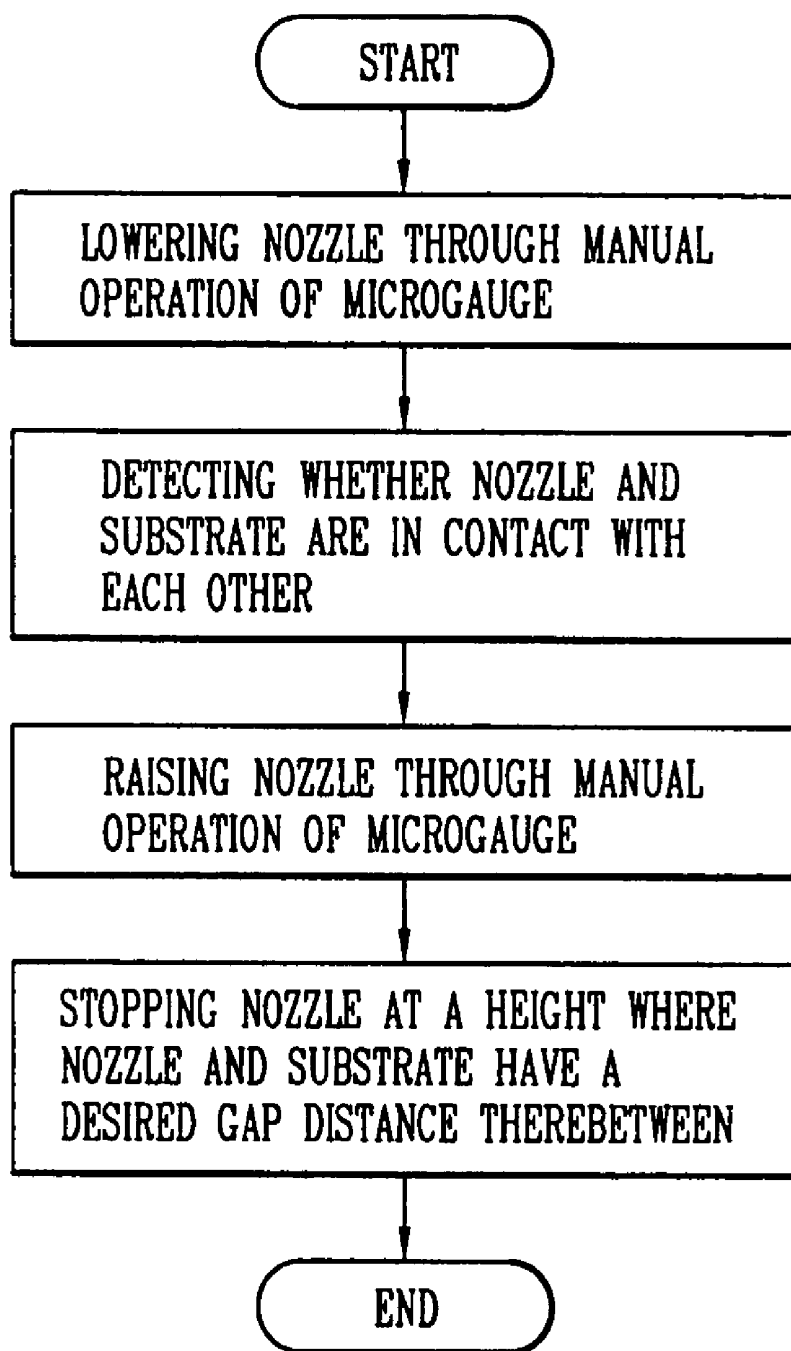 START
LOWERING NOZZLE THROUGH MANUAL
OPERATION OF MICROGAUGE
DETECTING WHETHER NOZZLE AND
SUBSTRATE ARE IN CONTACT WITH
EACH OTHER
RAISING NOZZLE THROUGH MANUAL
OPERATION OF MICROGAUGE
STOPPING NOZZLE AT A HEIGHT WHERE
NOZZLE AND SUBSTRATE HAVE A
DESIRED GAP DISTANCE THEREBETWEEN
END